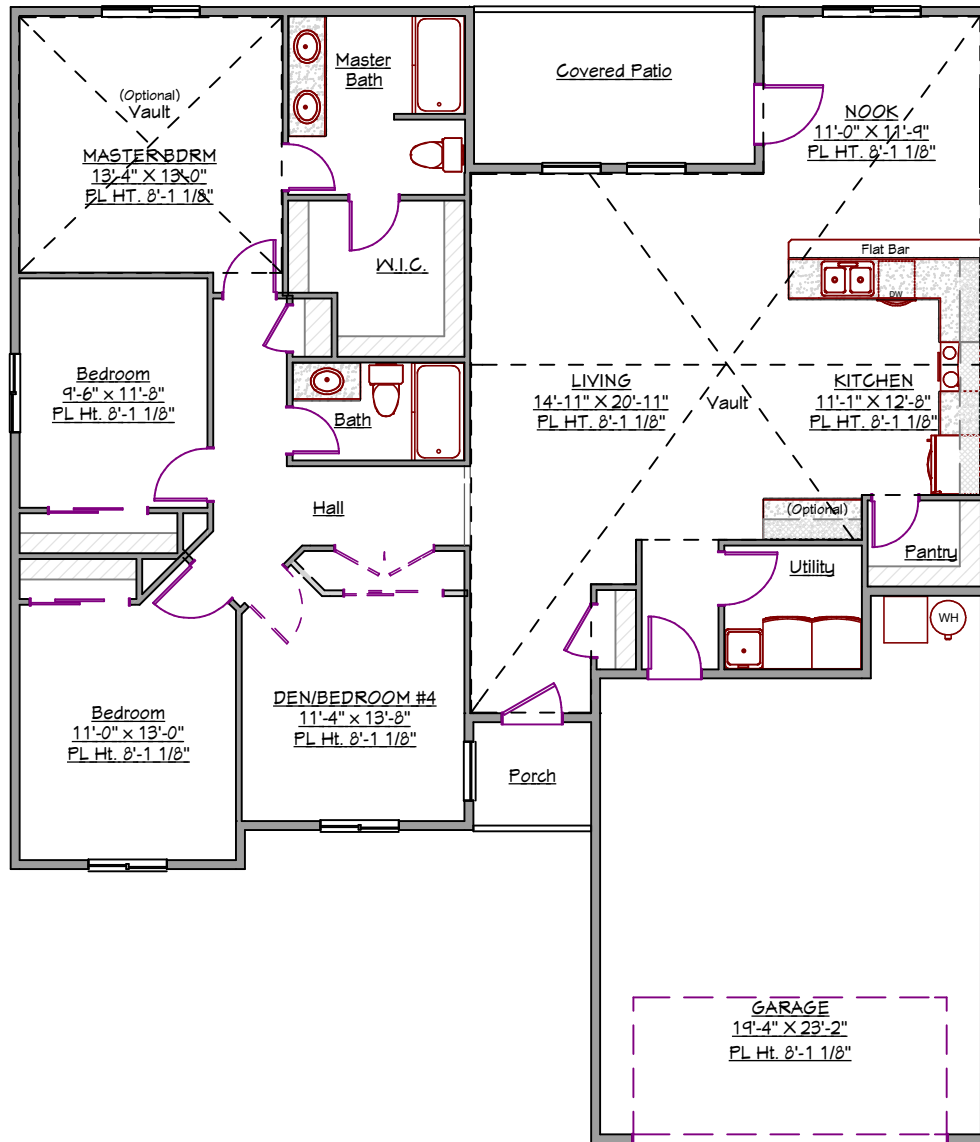 Master
Bath
Covered Patio
(Optional)
Vault
MASTER BDRM
13'-4" X 13'-0"
PL HT. 8'-1 1/8"
NOOK
11'-0" X 11'-9"
PL HT. 8'-1 1/8"
W.I.C.
Flat Bar
DW
Bedroom
9'-6" x 11'-8"
PL Ht. 8'-1 1/8"
Bath
LIVING
14'-11" X 20'-11"
PL HT. 8'-1 1/8"
Vault
KITCHEN
11'-1" X 12'-8"
PL HT. 8'-1 1/8"
Hall
(Optional)
Pantry
Utility
WH
Bedroom
11'-0" x 13'-0"
PL Ht. 8'-1 1/8"
DEN/BEDROOM #4
11'-4" x 13'-8"
PL Ht. 8'-1 1/8"
Porch
GARAGE
19'-4" X 23'-2"
PL Ht. 8'-1 1/8"